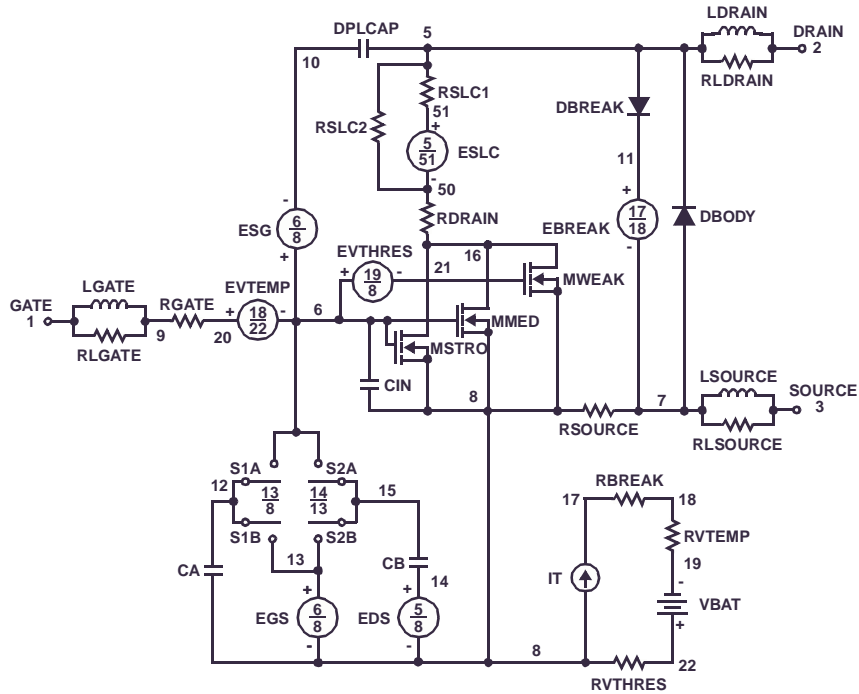 LDRAIN
DPLCAP 5 DRAIN
10 2
RLDRAIN
RSLC1
DBREAK
51
RSLC2 +
5
51
ESLC
11
-
50
- +
RDRAIN
6
8
ESG
17
18
DBODY
EBREAK
EVTHRES 16 -
+
+ 19
8
- 21
MWEAK
LGATE EVTEMP
GATE RGATE + 18
22
- 6
1
MMED
9 20
MSTRO
RLGATE
LSOURCE
CIN
8 7 SOURCE
3
RSOURCE
RLSOURCE
S1A S2A
12 RBREAK
13
8
14
13
15 17 18
S1B S2B RVTEMP
13 CB 19
CA IT
14 -
+ +
VBAT
6
8
5
8
EGS EDS +
- - 8
22
RVTHRES